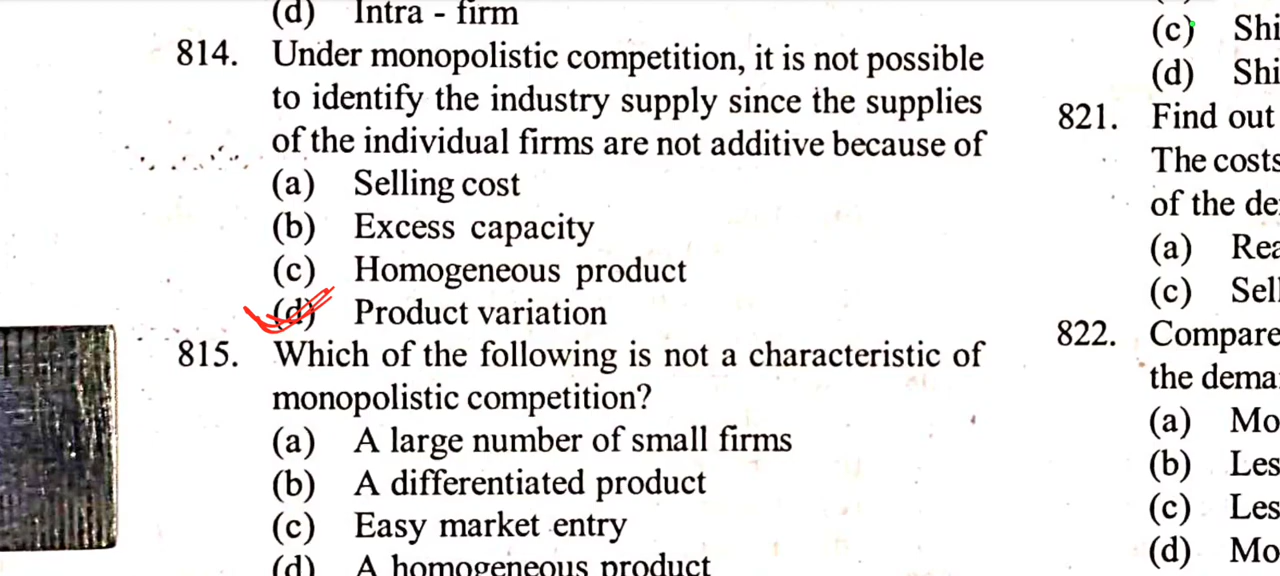 (d) Intra - firm
814. Under monopolistic competition, it is not possible
to identify the industry supply since the supplies
of the individual firms are not additive because of
(a) Selling cost
(b) Excess capacity
(c) Homogeneous product
(d) Product variation
815. Which of the following is not a characteristic of
monopolistic competition?
(a) A large number of small firms
(b) A differentiated product
(c) Easy market entry
(d) A homogeneous product
(c) Shi
(d) Shi
821. Find out
The costs
of the de
(a) Rea
(c) Sell
822. Compare
the dema
(a) Mo
(b) Les
(c) Les
(d) Mo